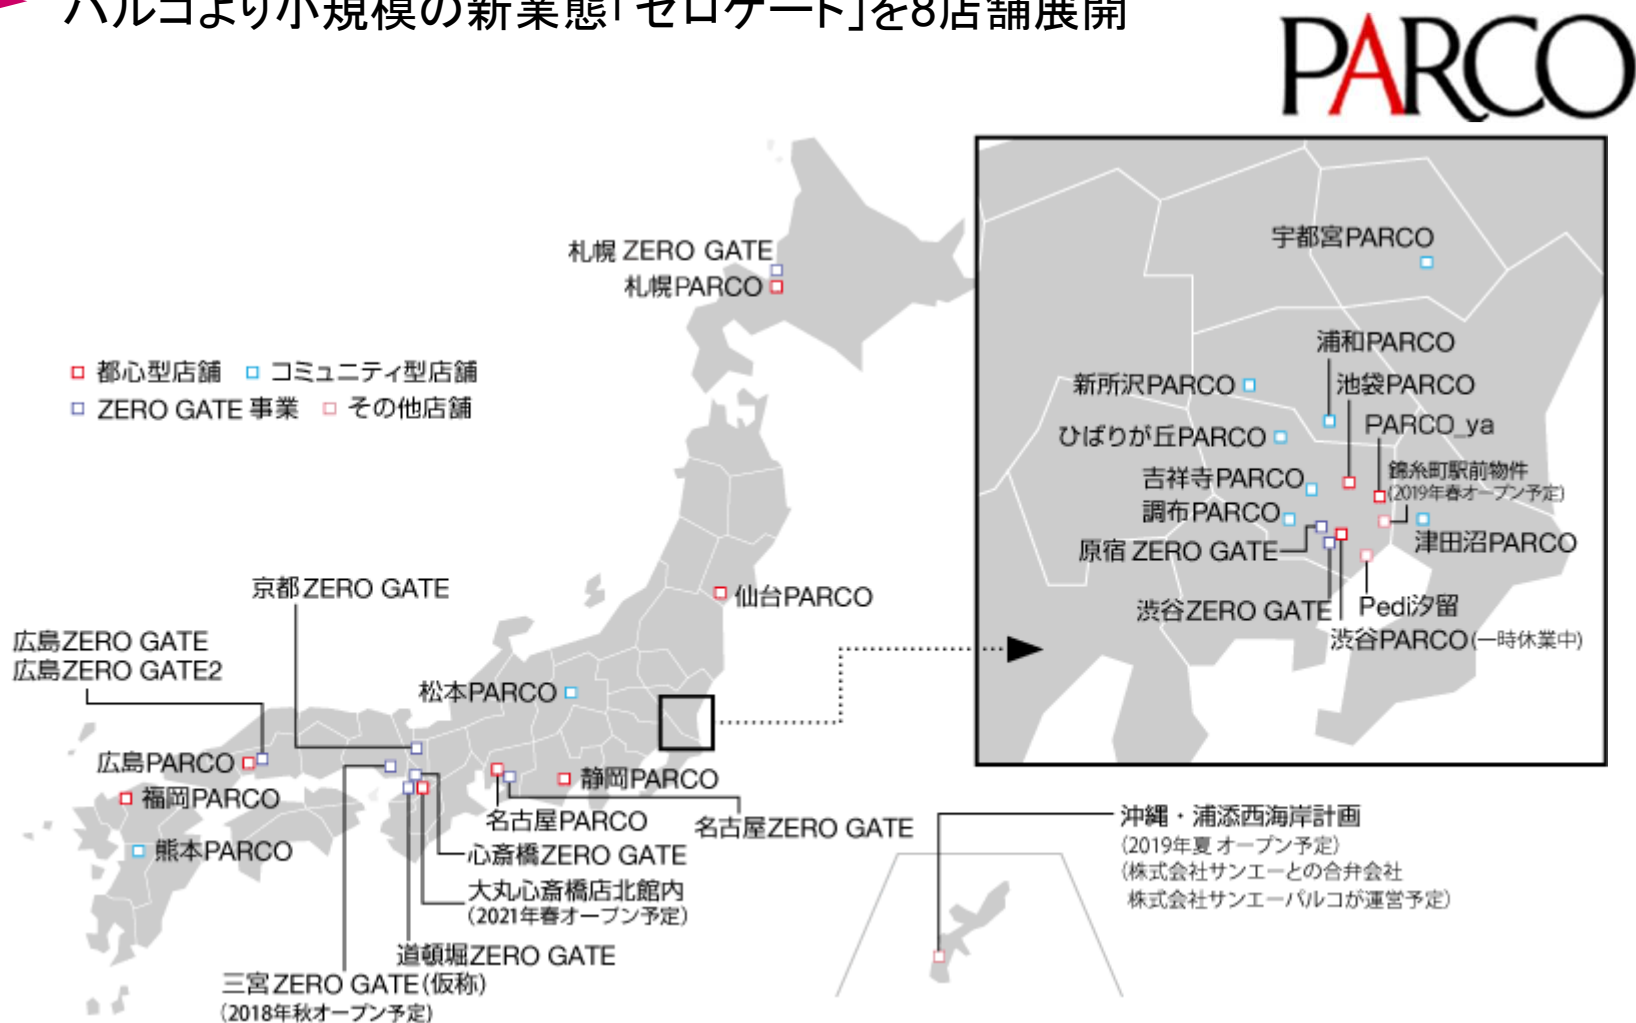 パルコより小規模の新業態「ゼロゲート」を8店舗展開
PARCO
札幌 ZERO GATE
札幌PARCO
都心型店舗
コミュニティ型店舗
ZERO GATE 事業
その他店舗
仙台PARCO
京都ZERO GATE
広島ZERO GATE
広島ZERO GATE2
松本PARCO
広島PARCO
福岡PARCO
熊本PARCO
静岡PARCO
名古屋PARCO
名古屋ZERO GATE
心斎橋ZERO GATE
大丸心斎橋店北館内
(2021年春オープン予定)
道頓堀ZERO GATE
三宮ZERO GATE(仮称)
(2018年秋オープン予定)
宇都宮PARCO
浦和PARCO
新所沢PARCO
池袋PARCO
ひばりが丘PARCO
PARCO_ya
吉祥寺PARCO
錦糸町駅前物件
(2019年春オープン予定)
調布PARCO
津田沼PARCO
原宿 ZERO GATE
渋谷ZERO GATE
Pedi汐留
渋谷PARCO(一時休業中)
沖縄・浦添西海岸計画
(2019年夏 オープン予定)
(株式会社サンエーとの合弁会社
株式会社サンエーパルコが運営予定)